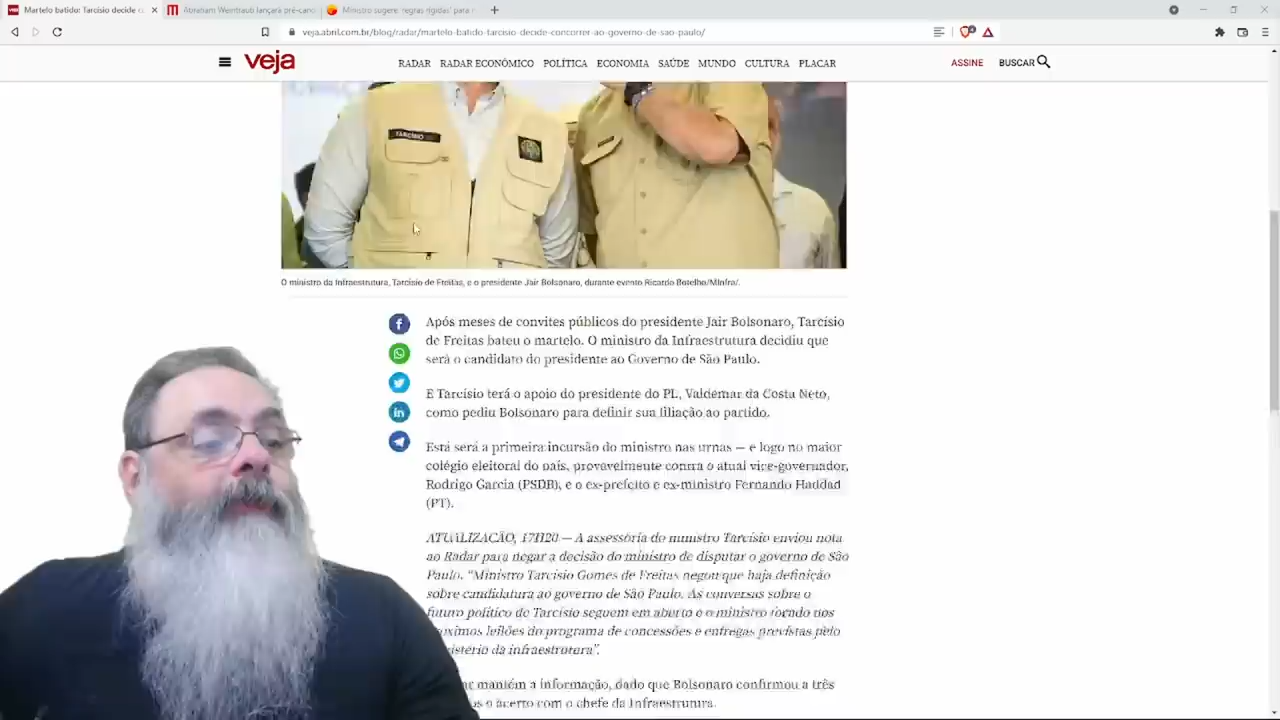 Martelo batido: Tarcísio decide co
Abraham Weintraub lançará pré-cand
Ministro sugere 'regras rígidas' para r
veja.abril.com.br/blog/radar/martelo-batido-tarcisio-decide-concorrer-ao-governo-de-sao-paulo/
veja
RADAR RADAR ECONÔMICO POLÍTICA ECONOMIA SAÚDE MUNDO CULTURA PLACAR
ASSINE BUSCAR
TARCÍSIO
O ministro da Infraestrutura, Tarcísio de Freitas, e o presidente Jair Bolsonaro, durante evento Ricardo Botelho/MInfra/.
Após meses de convites públicos do presidente Jair Bolsonaro, Tarcísio
de Freitas bateu o martelo. O ministro da Infraestrutura decidiu que
será o candidato do presidente ao Governo de São Paulo.
E Tarcísio terá o apoio do presidente do PL, Valdemar da Costa Neto,
como pediu Bolsonaro para definir sua filiação ao partido.
Está será a primeira incursão do ministro nas urnas — e logo no maior
colégio eleitoral do país, provavelmente contra o atual vice-governador,
Rodrigo Garcia (PSDB), e o ex-prefeito e ex-ministro Fernando Haddad
(PT).
ATUALIZAÇÃO, 17H20 — A assessoria do ministro Tarcísio enviou nota
ao Radar para negar a decisão do ministro de disputar o governo de São
Paulo. “Ministro Tarcísio Gomes de Freitas negou que haja definição
sobre candidatura ao governo de São Paulo. As conversas sobre o
futuro político de Tarcísio seguem em aberto e o ministro focado nos
próximos leilões do programa de concessões e entregas previstas pelo
istério da infraestrutura”.
mantém a informação, dado que Bolsonaro confirmou a três
o acerto com o chefe da Infraestrutura.